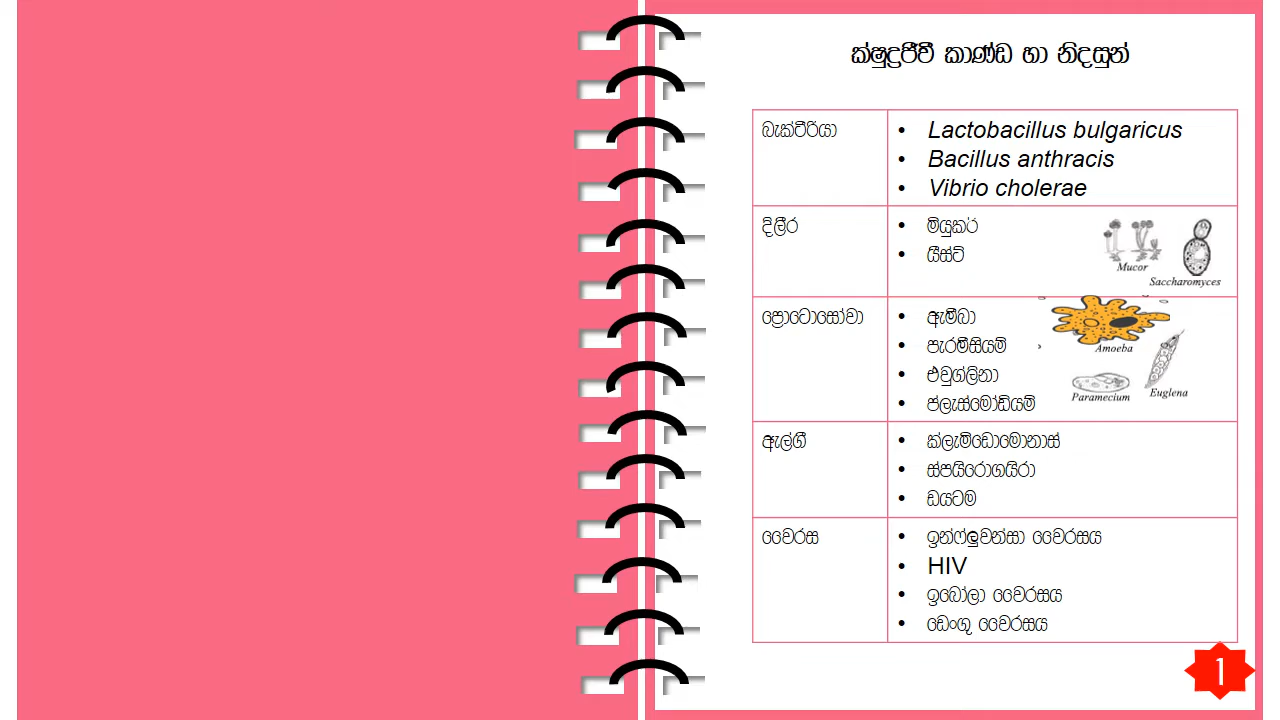 ක්ෂුද්‍රජීවී කාණ්ඩ හා නිදසුන්
බැක්ටීරියා
• Lactobacillus bulgaricus
• Bacillus anthracis
• Vibrio cholerae
දිලීර
• මියුකර්
• යීස්ට්
Mucor
Saccharomyces
ප්‍රොටොසෝවා
• ඇමීබා
• පැරමීසියම්
• එවුග්ලීනා
• ප්ලැස්මෝඩියම්
Amoeba
Paramecium
Euglena
ඇල්ගී
• ක්ලැමිඩොමොනාස්
• ස්පයිරොගයිරා
• ඩයටම
වෛරස
• ඉන්ෆ්ලුවන්සා වෛරසය
• HIV
• ඉබෝලා වෛරසය
• ඩෙංගු වෛරසය
1